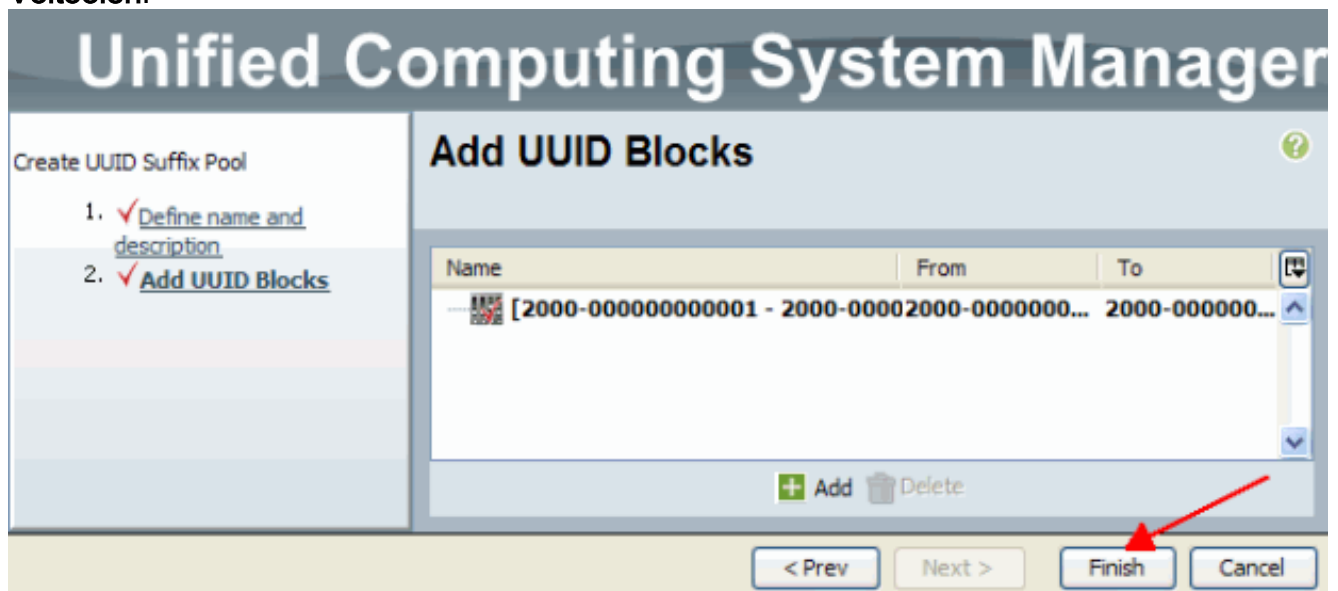 Voltooien.
Unified Computing System Manager
Create UUID Suffix Pool
1. Define name and
description
2. Add UUID Blocks
Add UUID Blocks
Name From To
[2000-000000000001 - 2000-0000 2000-0000000... 2000-000000...
Add Delete
< Prev Next > Finish Cancel